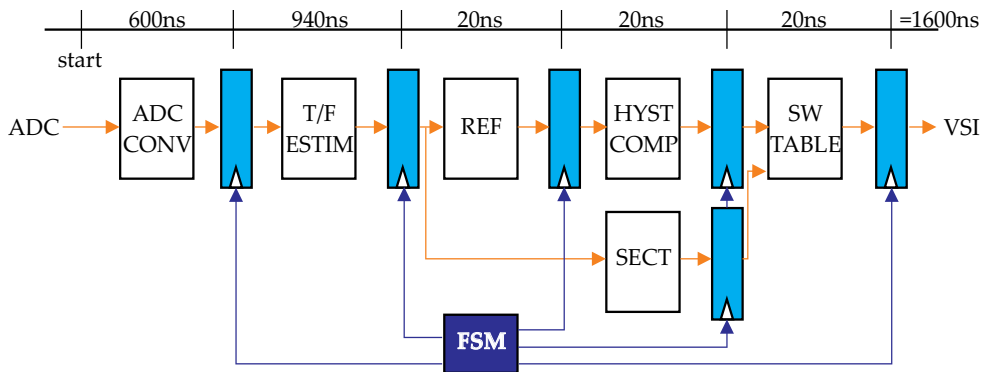 600ns 940ns 20ns 20ns 20ns =1600ns
start
ADC
ADC
CONV
T/F
ESTIM
REF
HYST
COMP
SW
TABLE
VSI
SECT
FSM